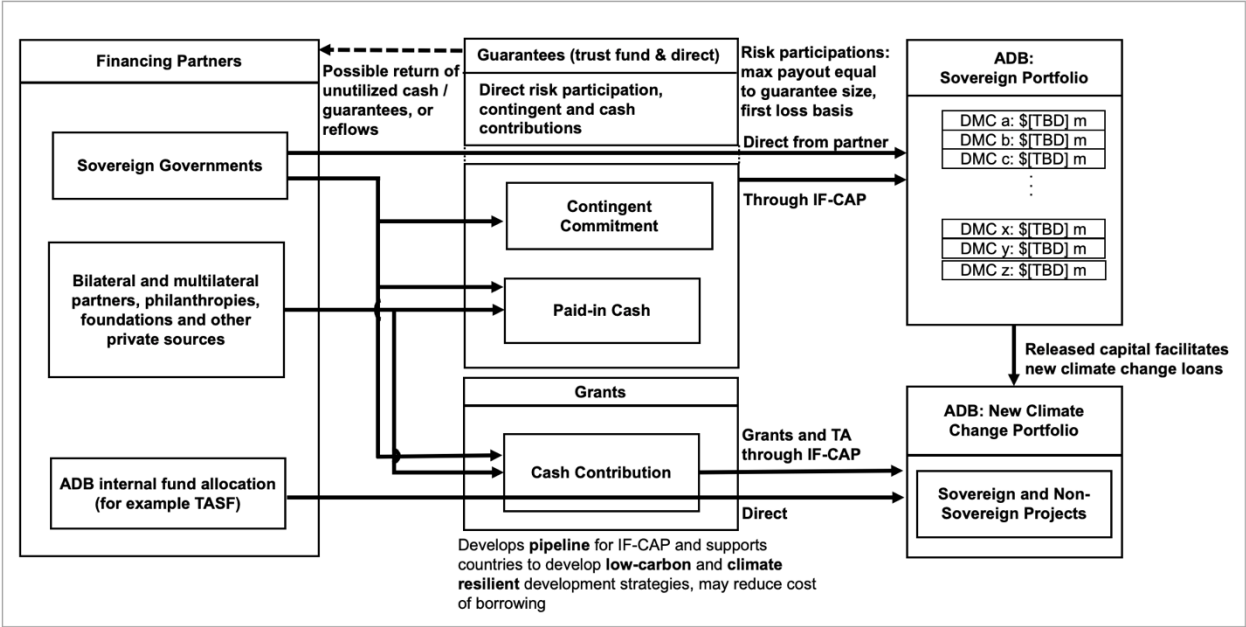 Financing Partners
Possible return of
unutilized cash /
guarantees, or
reflows
Sovereign Governments
Bilateral and multilateral
partners, philanthropies,
foundations and other
private sources
ADB internal fund allocation
(for example TASF)
Guarantees (trust fund & direct)
Direct risk participation,
contingent and cash
contributions
Contingent
Commitment
Paid-in Cash
Grants
Cash Contribution
Develops pipeline for IF-CAP and supports
countries to develop low-carbon and climate
resilient development strategies, may reduce cost
of borrowing
Risk participations:
max payout equal
to guarantee size,
first loss basis
Direct from partner
Through IF-CAP
Grants and TA
through IF-CAP
Direct
ADB:
Sovereign Portfolio
DMC a: $[TBD] m
DMC b: $[TBD] m
DMC c: $[TBD] m
DMC x: $[TBD] m
DMC y: $[TBD] m
DMC z: $[TBD] m
Released capital facilitates
new climate change loans
ADB: New Climate
Change Portfolio
Sovereign and Non-
Sovereign Projects